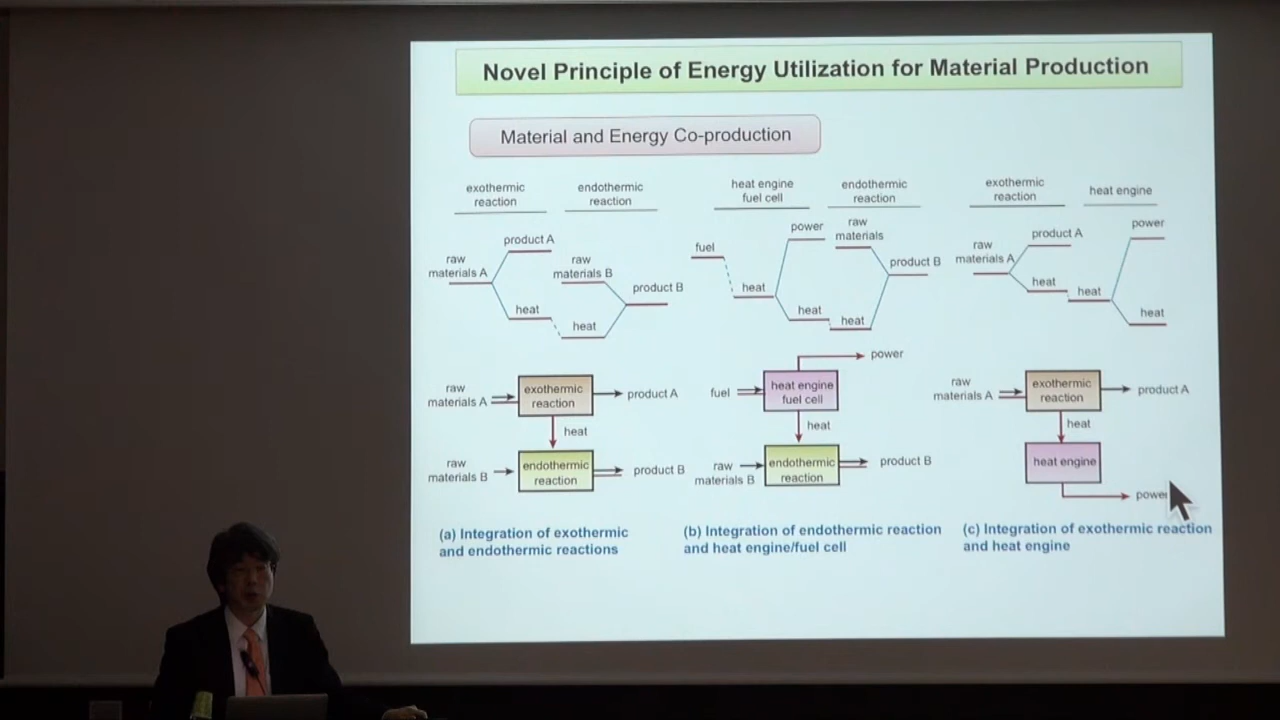 Novel Principle of Energy Utilization for Material Production
Material and Energy Co-production
exothermic
reaction
endothermic
reaction
product A
raw
materials A
raw
materials B
product B
heat
heat
heat engine
fuel cell
endothermic
reaction
fuel
power
raw
materials
product B
heat
heat
heat
exothermic
reaction
heat engine
power
product A
raw
materials A
heat
heat
heat
raw
materials A
exothermic
reaction
product A
heat
raw
materials B
endothermic
reaction
product B
power
fuel
heat engine
fuel cell
heat
raw
materials B
endothermic
reaction
product B
raw
materials A
exothermic
reaction
product A
heat
heat engine
power
(a) Integration of exothermic
and endothermic reactions
(b) Integration of endothermic reaction
and heat engine/fuel cell
(c) Integration of exothermic reaction
and heat engine